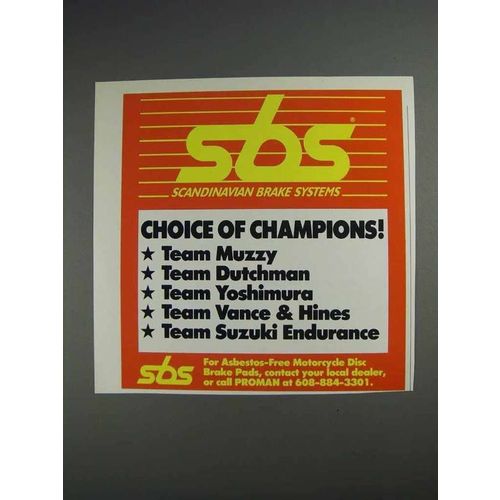 sbs®
SCANDINAVIAN BRAKE SYSTEMS
CHOICE OF CHAMPIONS!
★ Team Muzzy
★ Team Dutchman
★ Team Yoshimura
★ Team Vance & Hines
★ Team Suzuki Endurance
sbs
For Asbestos-Free Motorcycle Disc
Brake Pads, contact your local dealer,
or call PROMAN at 608-884-3301.